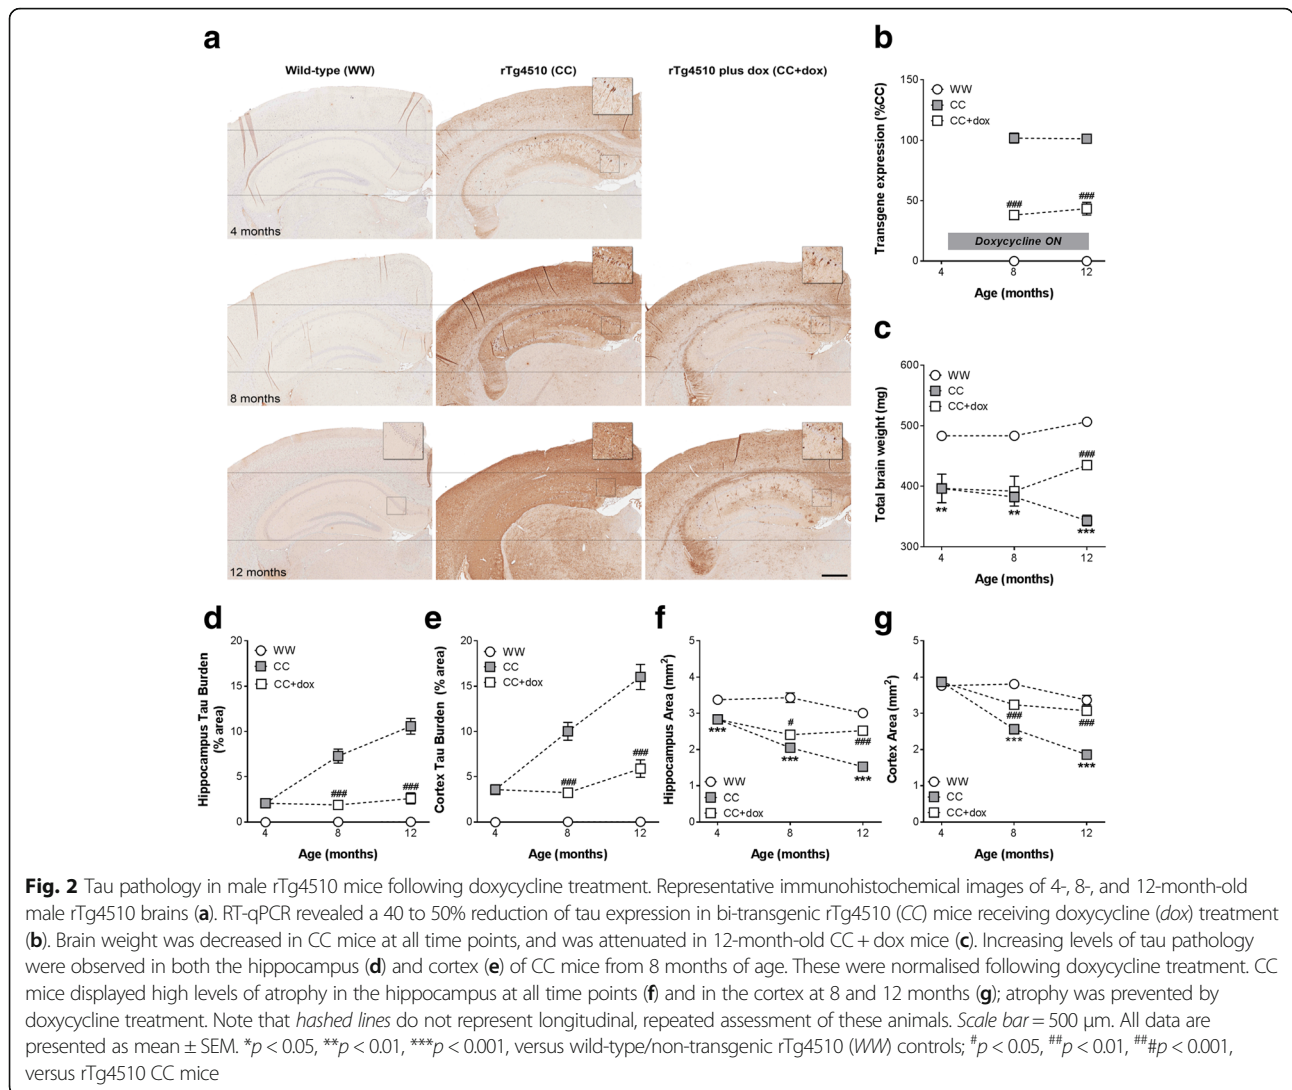 a
Wild-type (WW)
rTg4510 (CC)
rTg4510 plus dox (CC+dox)
4 months
8 months
12 months
b
Transgene expression (%CC)
150
100
50
0
WW
CC
CC+dox
###
###
Doxycycline ON
4
8
12
Age (months)
c
Total brain weight (mg)
600
500
400
300
WW
CC
CC+dox
###
**
**
***
4
8
12
Age (months)
d
Hippocampus Tau Burden
(% area)
20
15
10
5
0
WW
CC
CC+dox
###
###
4
8
12
Age (months)
e
Cortex Tau Burden (% area)
20
15
10
5
0
WW
CC
CC+dox
###
###
4
8
12
Age (months)
f
Hippocampus Area (mm²)
5
4
3
2
1
0
***
#
***
###
***
WW
CC
CC+dox
4
8
12
Age (months)
g
Cortex Area (mm²)
5
4
3
2
1
0
###
***
###
***
WW
CC
CC+dox
4
8
12
Age (months)
Fig. 2 Tau pathology in male rTg4510 mice following doxycycline treatment. Representative immunohistochemical images of 4-, 8-, and 12-month-old
male rTg4510 brains (a). RT-qPCR revealed a 40 to 50% reduction of tau expression in bi-transgenic rTg4510 (CC) mice receiving doxycycline (dox) treatment
(b). Brain weight was decreased in CC mice at all time points, and was attenuated in 12-month-old CC + dox mice (c). Increasing levels of tau pathology
were observed in both the hippocampus (d) and cortex (e) of CC mice from 8 months of age. These were normalised following doxycycline treatment. CC
mice displayed high levels of atrophy in the hippocampus at all time points (f) and in the cortex at 8 and 12 months (g); atrophy was prevented by
doxycycline treatment. Note that hashed lines do not represent longitudinal, repeated assessment of these animals. Scale bar = 500 μm. All data are
presented as mean ± SEM. *p < 0.05, **p < 0.01, ***p < 0.001, versus wild-type/non-transgenic rTg4510 (WW) controls; #p < 0.05, ##p < 0.01, ###p < 0.001,
versus rTg4510 CC mice